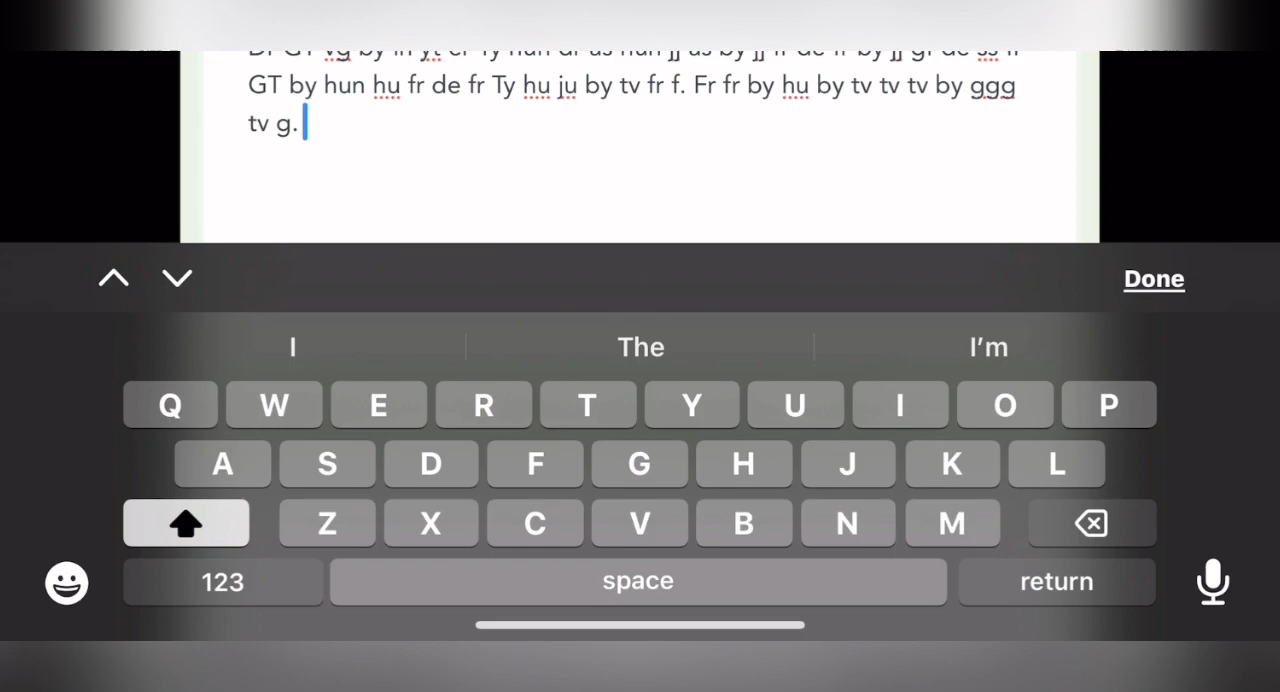 GT by hun hu fr de fr Ty hu ju by tv fr f. Fr fr by hu by tv tv tv by ggg
tv g.
Done
I The I'm
Q W E R T Y U I O P
A S D F G H J K L
Z X C V B N M
123 space return